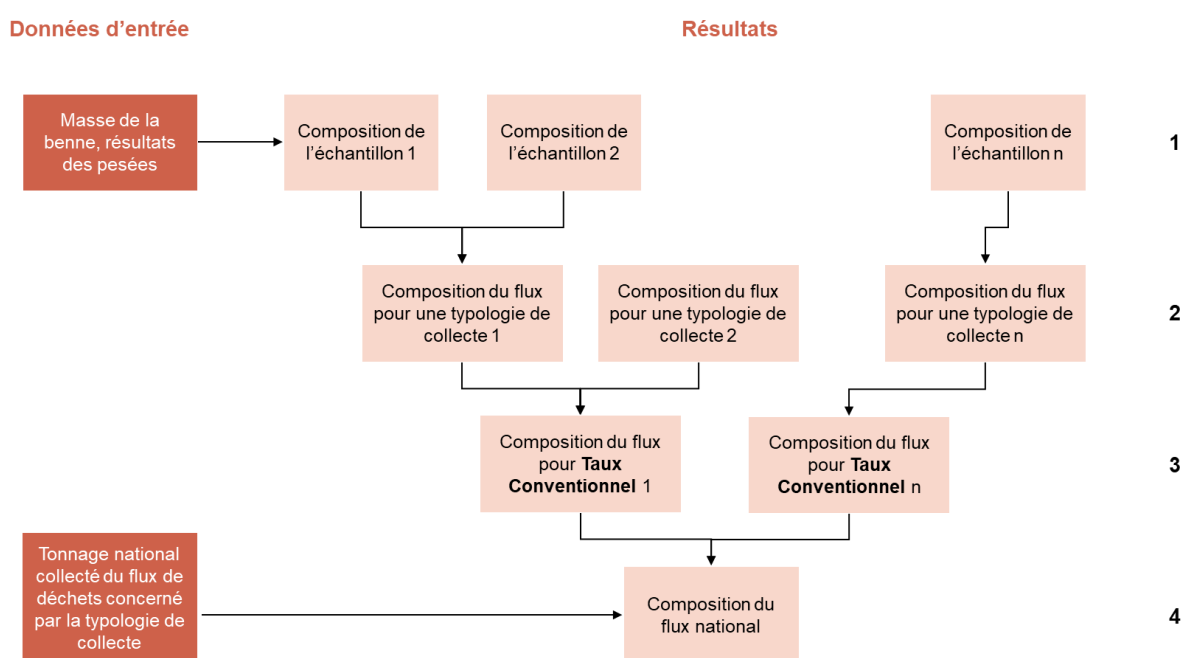 Données d'entrée
Résultats
Masse de la
benne, résultats
des pesées
Composition de
l'échantillon 1
Composition de
l'échantillon 2
Composition de
l'échantillon n
1
Composition du flux
pour une typologie de
collecte 1
Composition du flux
pour une typologie de
collecte 2
Composition du flux
pour une typologie de
collecte n
2
Composition du flux
pour Taux
Conventionnel 1
Composition du flux
pour Taux
Conventionnel n
3
Tonnage national
collecté du flux de
déchets concerné
par la typologie de
collecte
Composition du
flux national
4